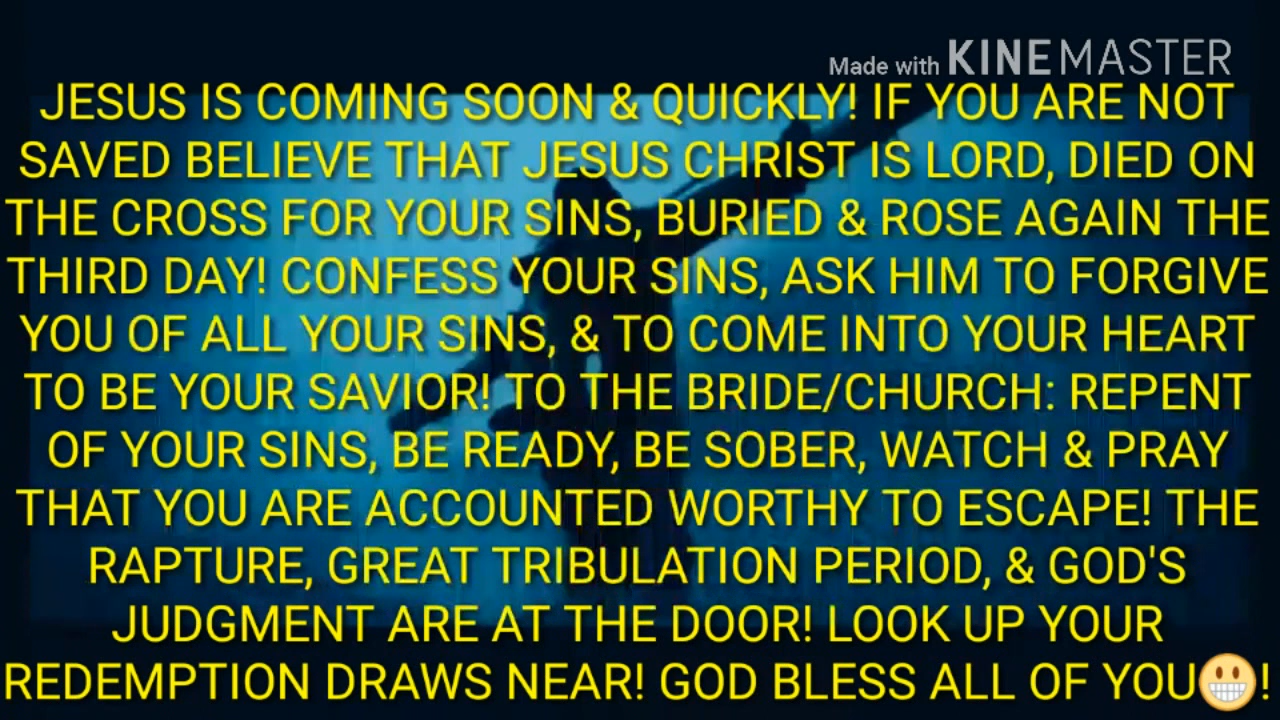 Made with KINEMASTER
JESUS IS COMING SOON & QUICKLY! IF YOU ARE NOT
SAVED BELIEVE THAT JESUS CHRIST IS LORD, DIED ON
THE CROSS FOR YOUR SINS, BURIED & ROSE AGAIN THE
THIRD DAY! CONFESS YOUR SINS, ASK HIM TO FORGIVE
YOU OF ALL YOUR SINS, & TO COME INTO YOUR HEART
TO BE YOUR SAVIOR! TO THE BRIDE/CHURCH: REPENT
OF YOUR SINS, BE READY, BE SOBER, WATCH & PRAY
THAT YOU ARE ACCOUNTED WORTHY TO ESCAPE! THE
RAPTURE, GREAT TRIBULATION PERIOD, & GOD'S
JUDGMENT ARE AT THE DOOR! LOOK UP YOUR
REDEMPTION DRAWS NEAR! GOD BLESS ALL OF YOU😬!